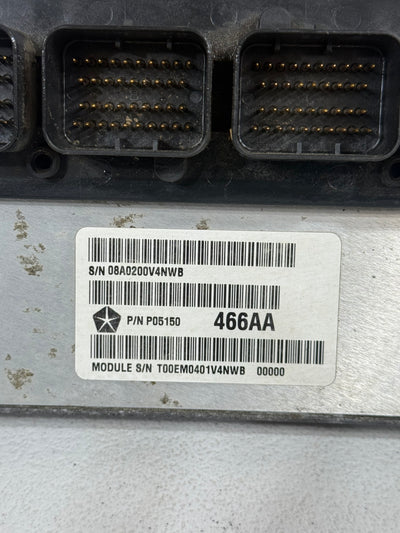 S/N 08A0200V4NWB
P/N P05150 466AA
MODULE S/N T00EM0401V4NWB 00000